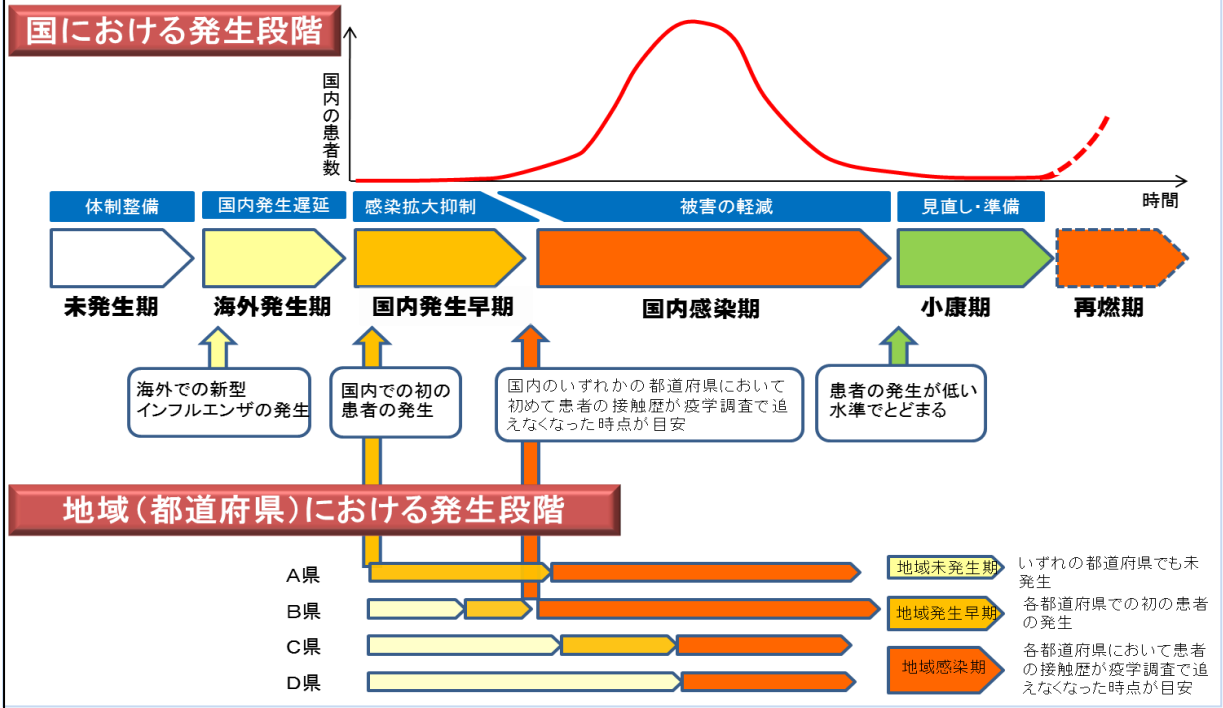 国における発生段階
国内の患者数
時間
体制整備
国内発生遅延
感染拡大抑制
被害の軽減
見直し・準備
未発生期
海外発生期
国内発生早期
国内感染期
小康期
再燃期
海外での新型
インフルエンザの発生
国内での初の
患者の発生
国内のいずれかの都道府県において
初めて患者の接触歴が疫学調査で追
えなくなった時点が目安
患者の発生が低い
水準でとどまる
地域(都道府県)における発生段階
A県
B県
C県
D県
地域未発生期
いずれの都道府県でも未
発生
地域発生早期
各都道府県での初の患者
の発生
地域感染期
各都道府県において患者
の接触歴が疫学調査で追
えなくなった時点が目安